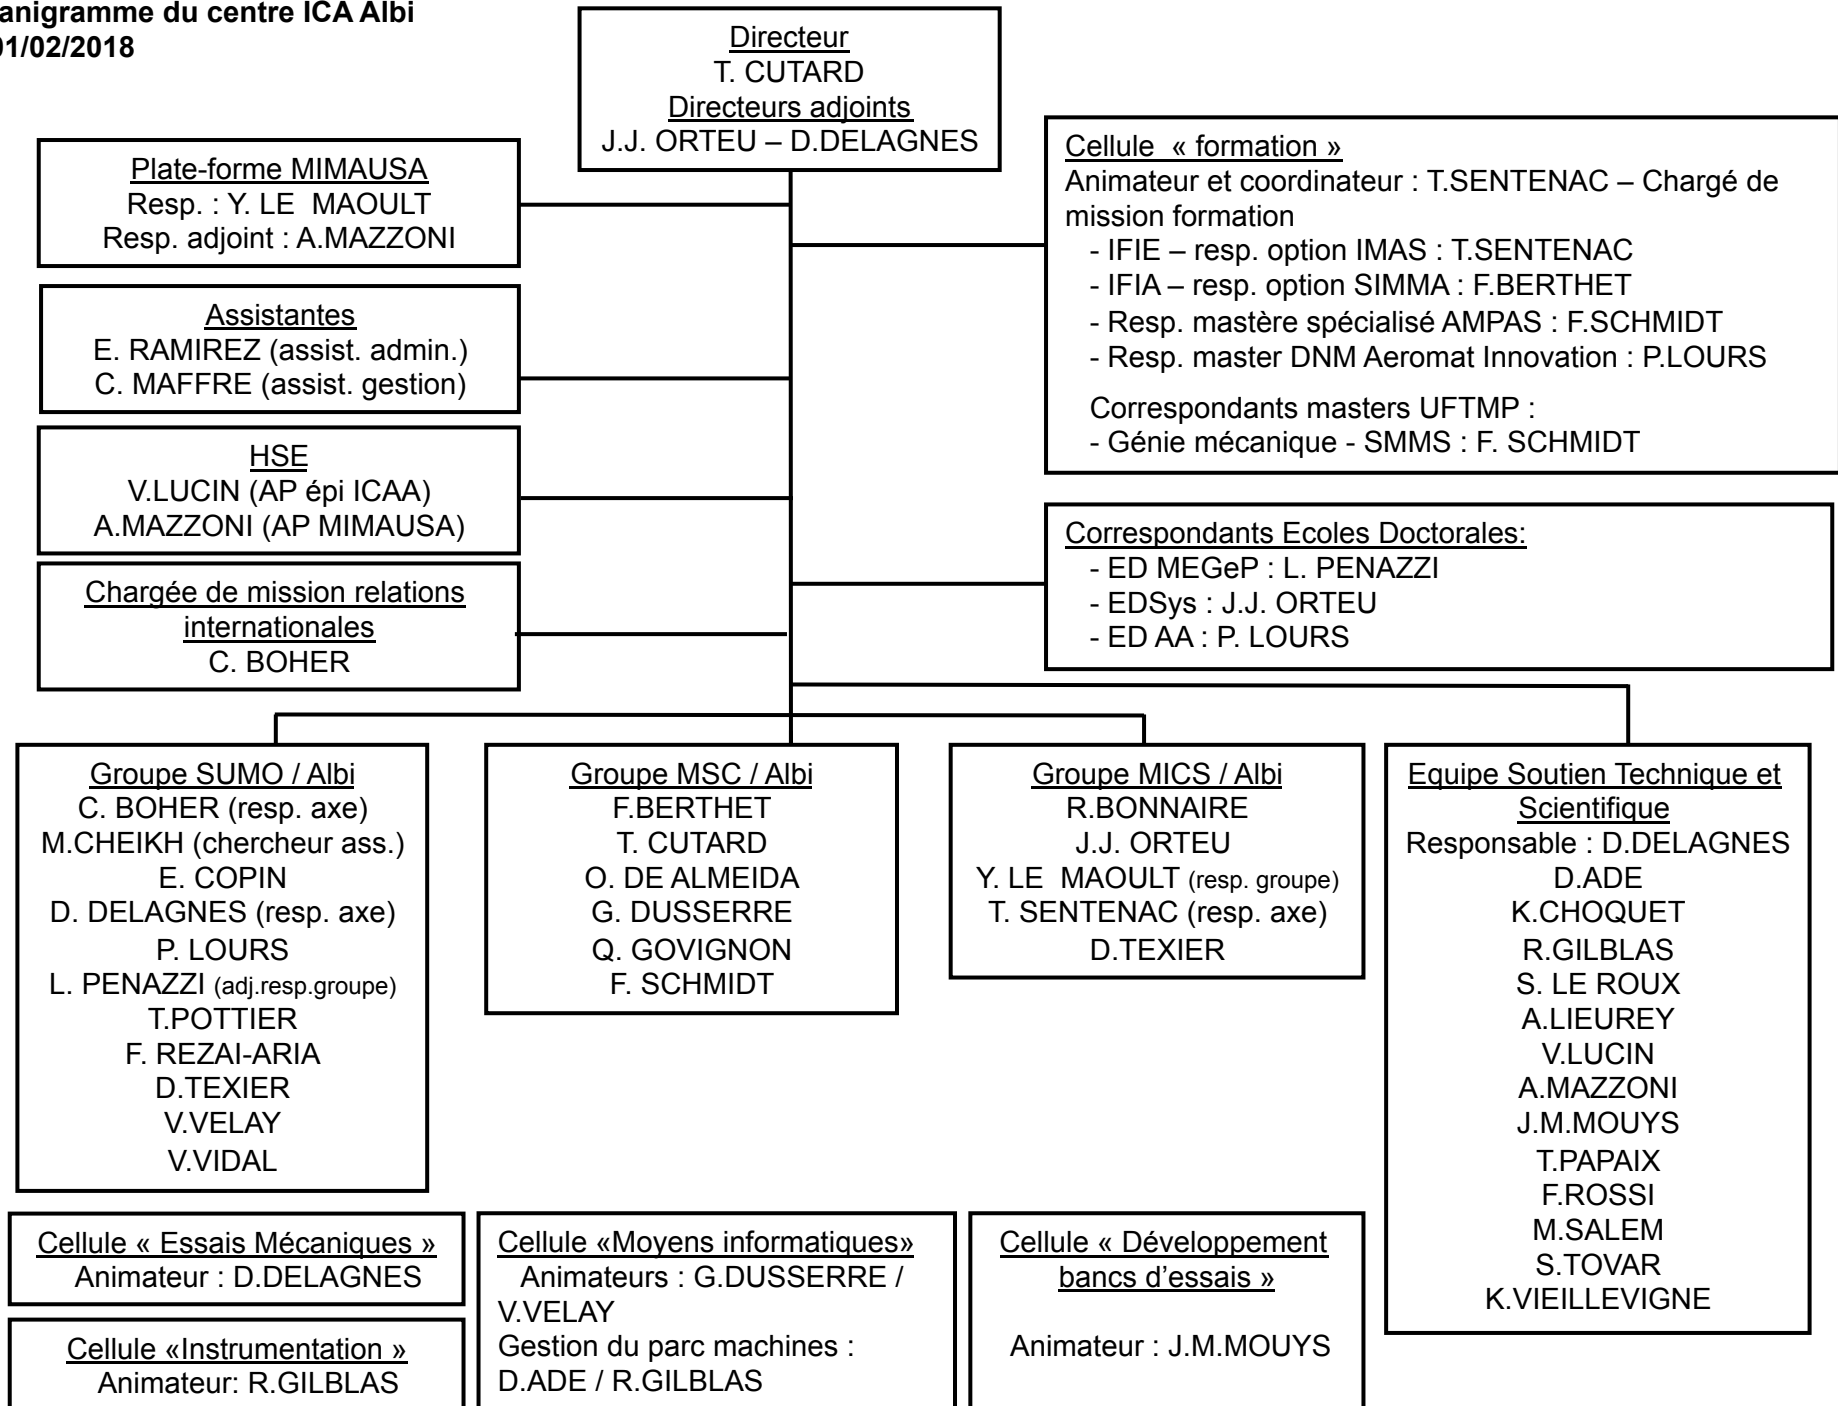 anigramme du centre ICA Albi
01/02/2018
Directeur
T. CUTARD
Directeurs adjoints
J.J. ORTEU – D.DELAGNES
Plate-forme MIMAUSA
Resp. : Y. LE MAOULT
Resp. adjoint : A.MAZZONI
Assistantes
E. RAMIREZ (assist. admin.)
C. MAFFRE (assist. gestion)
HSE
V.LUCIN (AP épi ICAA)
A.MAZZONI (AP MIMAUSA)
Chargée de mission relations
internationales
C. BOHER
Cellule « formation »
Animateur et coordinateur : T.SENTENAC – Chargé de
mission formation
- IFIE – resp. option IMAS : T.SENTENAC
- IFIA – resp. option SIMMA : F.BERTHET
- Resp. mastère spécialisé AMPAS : F.SCHMIDT
- Resp. master DNM Aeromat Innovation : P.LOURS
Correspondants masters UFTMP :
- Génie mécanique - SMMS : F. SCHMIDT
Correspondants Ecoles Doctorales:
- ED MEGeP : L. PENAZZI
- EDSys : J.J. ORTEU
- ED AA : P. LOURS
Groupe SUMO / Albi
C. BOHER (resp. axe)
M.CHEIKH (chercheur ass.)
E. COPIN
D. DELAGNES (resp. axe)
P. LOURS
L. PENAZZI (adj.resp.groupe)
T.POTTIER
F. REZAI-ARIA
D.TEXIER
V.VELAY
V.VIDAL
Groupe MSC / Albi
F.BERTHET
T. CUTARD
O. DE ALMEIDA
G. DUSSERRE
Q. GOVIGNON
F. SCHMIDT
Groupe MICS / Albi
R.BONNAIRE
J.J. ORTEU
Y. LE MAOULT (resp. groupe)
T. SENTENAC (resp. axe)
D.TEXIER
Equipe Soutien Technique et
Scientifique
Responsable : D.DELAGNES
D.ADE
K.CHOQUET
R.GILBLAS
S. LE ROUX
A.LIEUREY
V.LUCIN
A.MAZZONI
J.M.MOUYS
T.PAPAIX
F.ROSSI
M.SALEM
S.TOVAR
K.VIEILLEVIGNE
Cellule « Essais Mécaniques »
Animateur : D.DELAGNES
Cellule «Instrumentation »
Animateur: R.GILBLAS
Cellule «Moyens informatiques»
Animateurs : G.DUSSERRE /
V.VELAY
Gestion du parc machines :
D.ADE / R.GILBLAS
Cellule « Développement
bancs d’essais »
Animateur : J.M.MOUYS